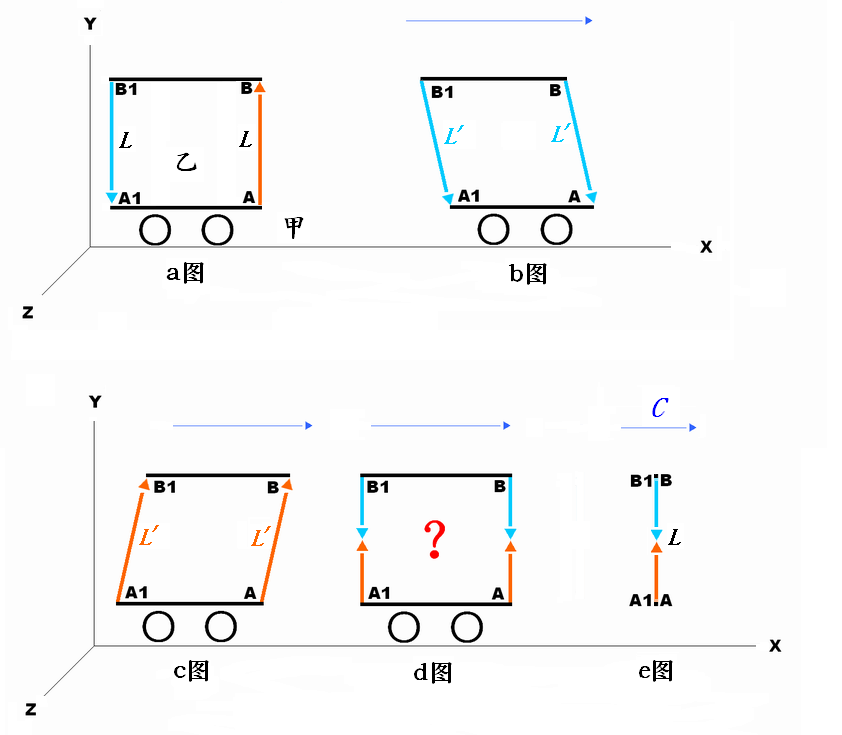 Y
B1 B
L L
乙
A1 A
甲
a图
B1 B
L′ L′
A1 A
b图
X
Z
Y
B1 B
L′ L′
A1 A
c图
B1 B
?
A1 A
d图
C
B1 B
L
A1 A
e图
X
Z